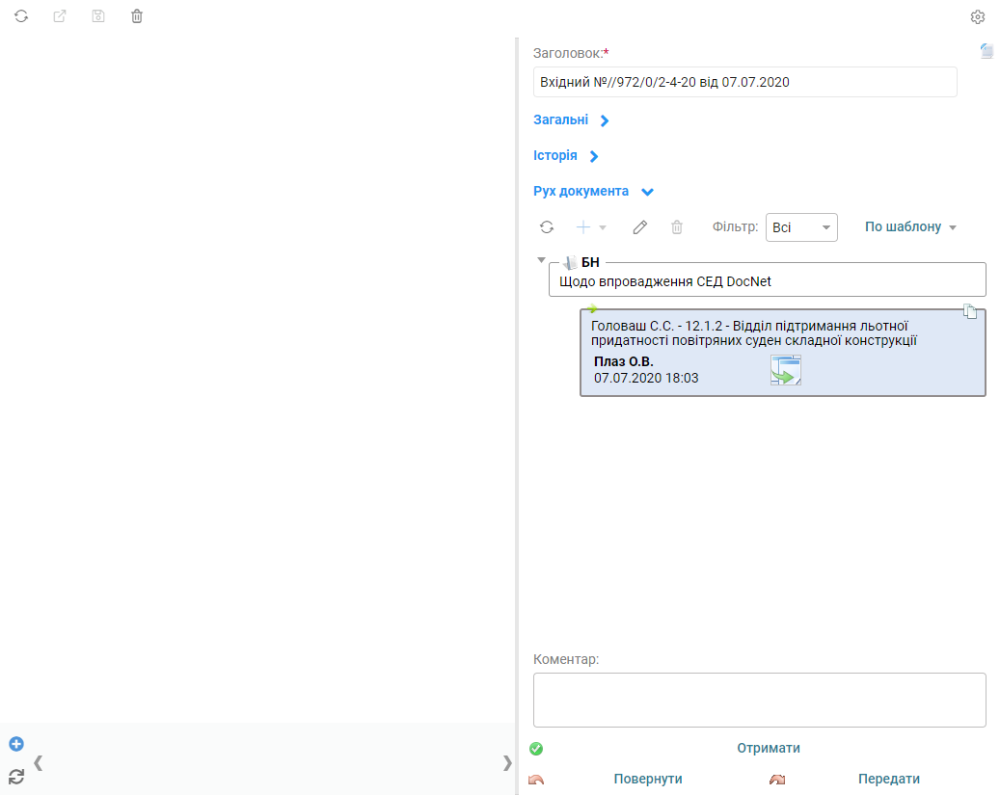 Заголовок:*
Вхідний №//972/0/2-4-20 від 07.07.2020
Загальні
Історія
Рух документа
Фільтр: Всі По шаблону
БН
Щодо впровадження СЕД DocNet
Головаш С.С. - 12.1.2 - Відділ підтримання льотної
придатності повітряних суден складної конструкції
Плаз О.В.
07.07.2020 18:03
Коментар:
Отримати
Повернути Передати